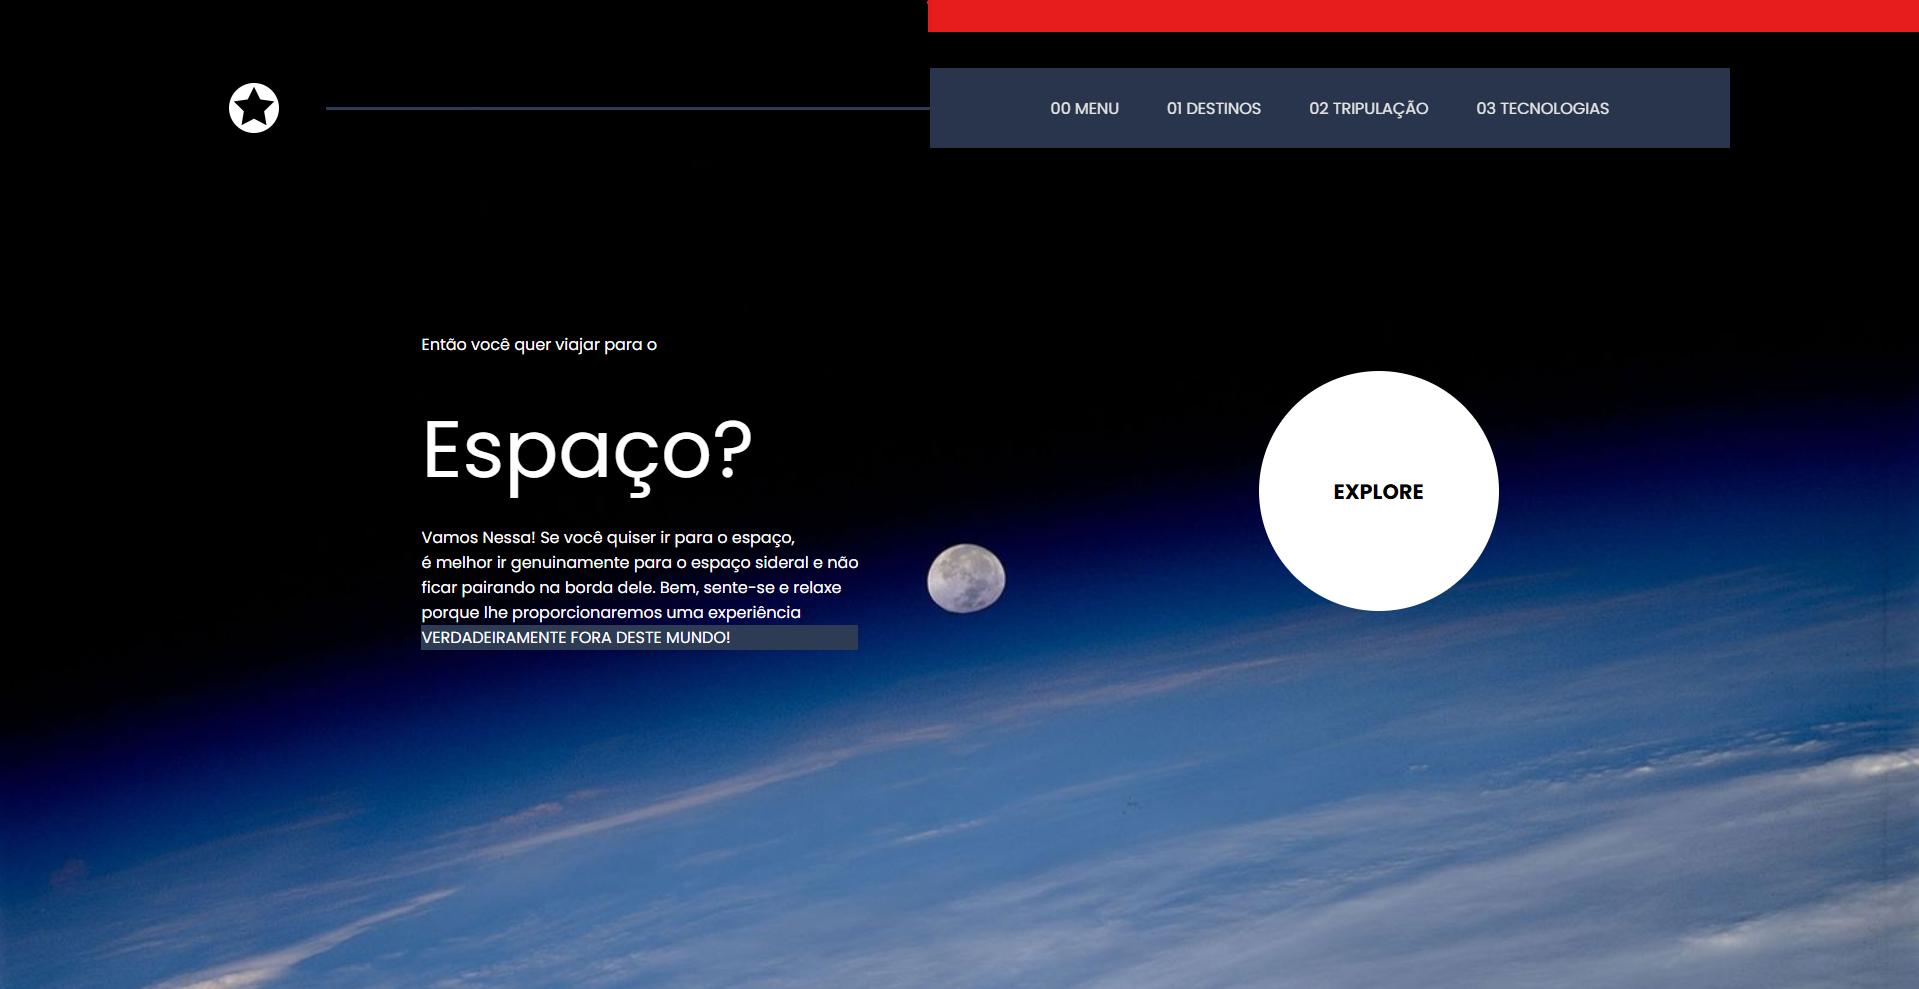 00 MENU
01 DESTINOS
02 TRIPULAÇÃO
03 TECNOLOGIAS
Então você quer viajar para o
Espaço?
Vamos Nessa! Se você quiser ir para o espaço,
é melhor ir genuinamente para o espaço sideral e não
ficar pairando na borda dele. Bem, sente-se e relaxe
porque lhe proporcionaremos uma experiência
VERDADEIRAMENTE FORA DESTE MUNDO!
EXPLORE